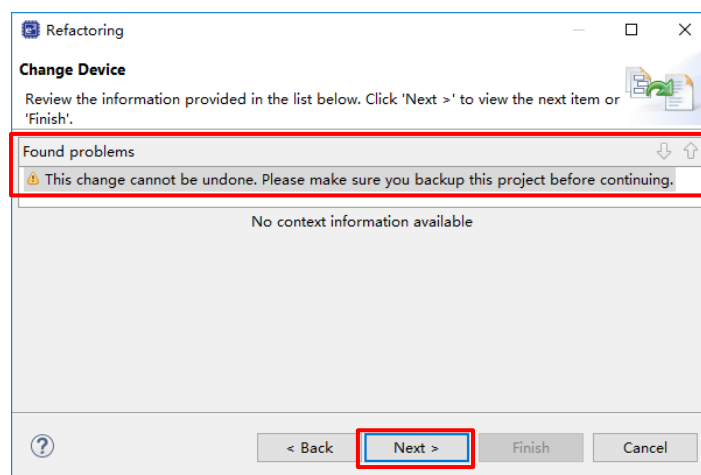 Refactoring
Change Device
Review the information provided in the list below. Click 'Next >' to view the next item or
'Finish'.
Found problems
This change cannot be undone. Please make sure you backup this project before continuing.
No context information available
< Back
Next >
Finish
Cancel